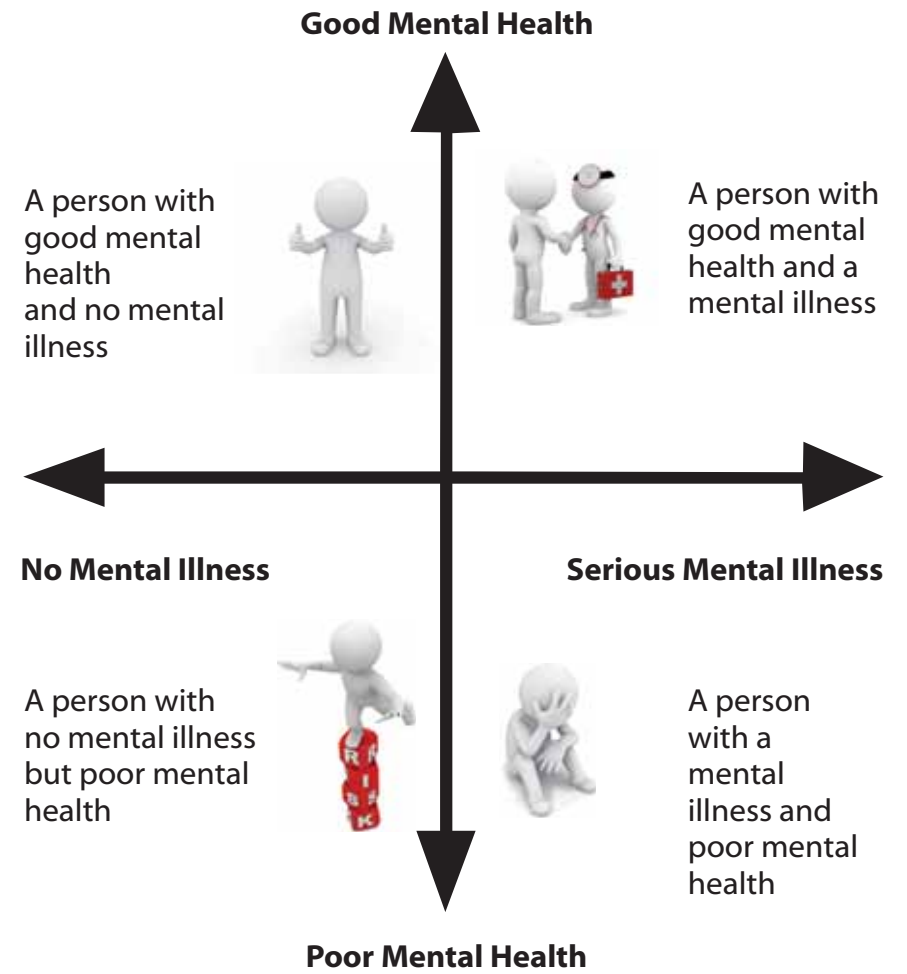 Good Mental Health
A person with
good mental
health
and no mental
illness
A person with
good mental
health and a
mental illness
No Mental Illness
Serious Mental Illness
A person with
no mental illness
but poor mental
health
R
I
S
K
A person
with a
mental
illness and
poor mental
health
Poor Mental Health